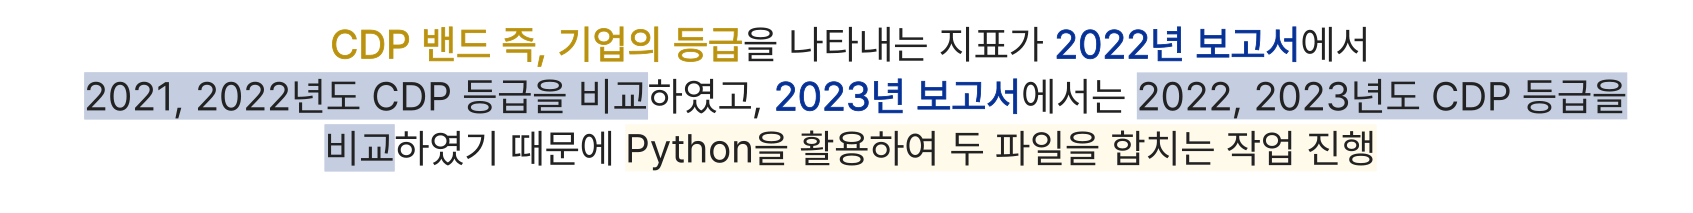 CDP 밴드 즉, 기업의 등급을 나타내는 지표가 2022년 보고서에서
2021, 2022년도 CDP 등급을 비교하였고, 2023년 보고서에서는 2022, 2023년도 CDP 등급을
비교하였기 때문에 Python을 활용하여 두 파일을 합치는 작업 진행